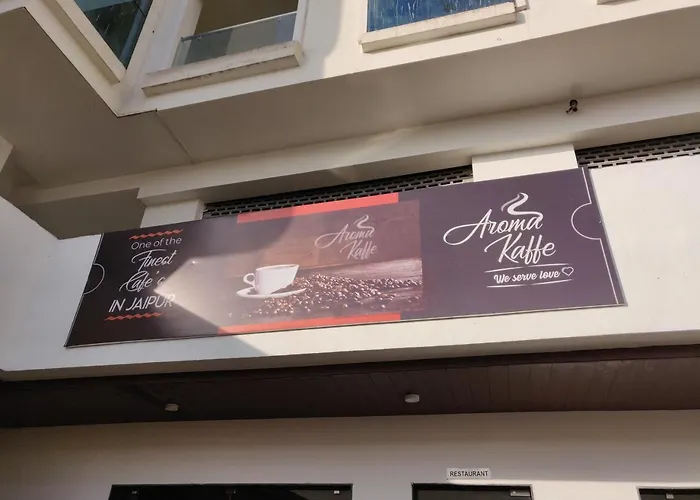 One of the
Finest
Cafe's
IN JAIPUR
Aroma
Kaffe
Aroma
Kaffe
We serve love
RESTAURANT